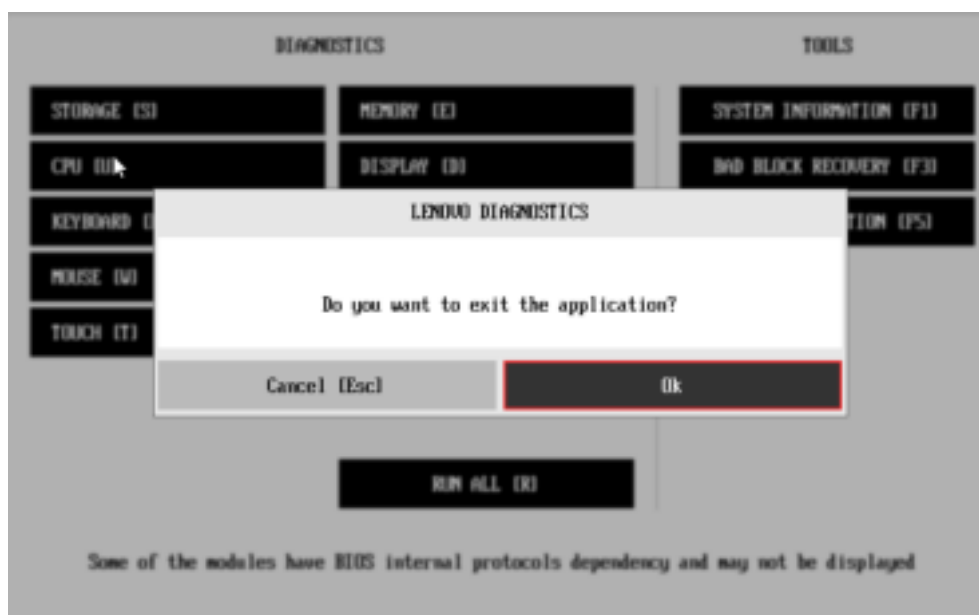 DIAGNOSTICS
TOOLS
STORAGE [S]
MEMORY [E]
SYSTEM INFORMATION [F1]
CPU [U]
DISPLAY [D]
BAD BLOCK RECOVERY [F3]
KEYBOARD
[F5]
MOUSE [W]
TOUCH [T]
LENOVO DIAGNOSTICS
Do you want to exit the application?
Cancel [Esc]
Ok
RUN ALL [R]
Some of the modules have BIOS internal protocols dependency and may not be displayed